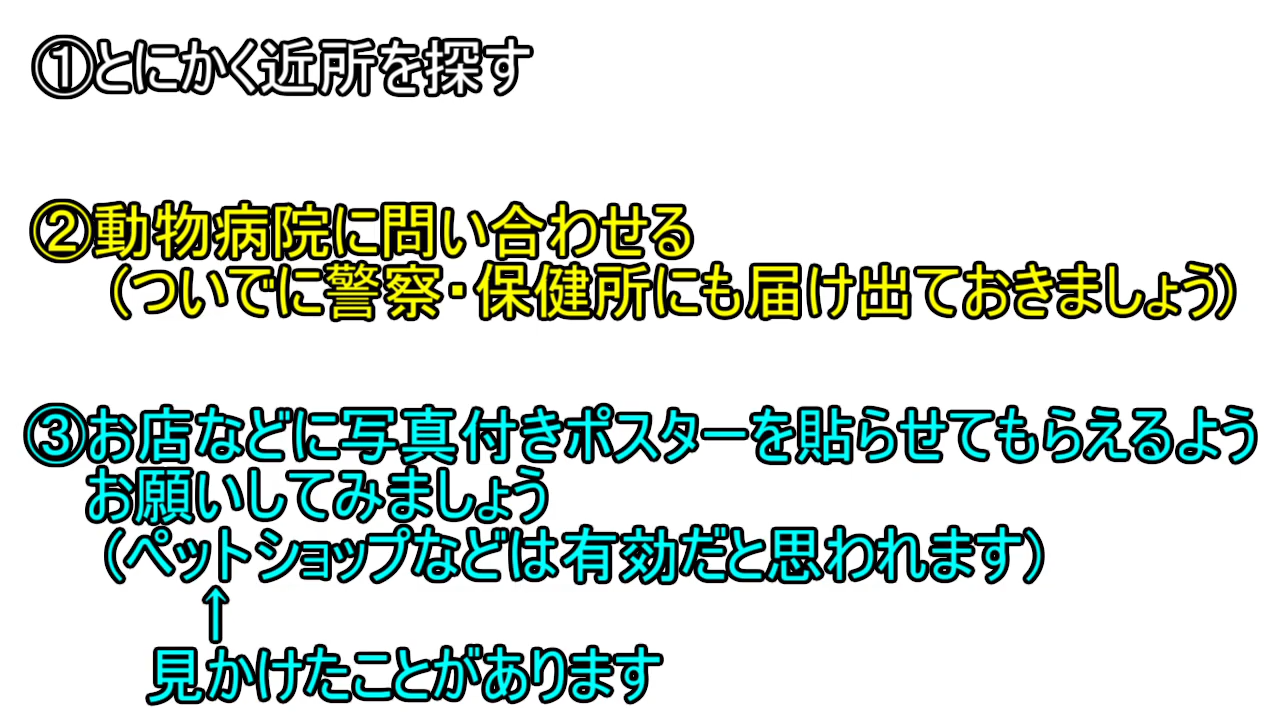 ①とにかく近所を探す
②動物病院に問い合わせる
（ついでに警察・保健所にも届け出ておきましょう）
③お店などに写真付きポスターを貼らせてもらえるよう
お願いしてみましょう
（ペットショップなどは有効だと思われます）
↑
見かけたことがあります